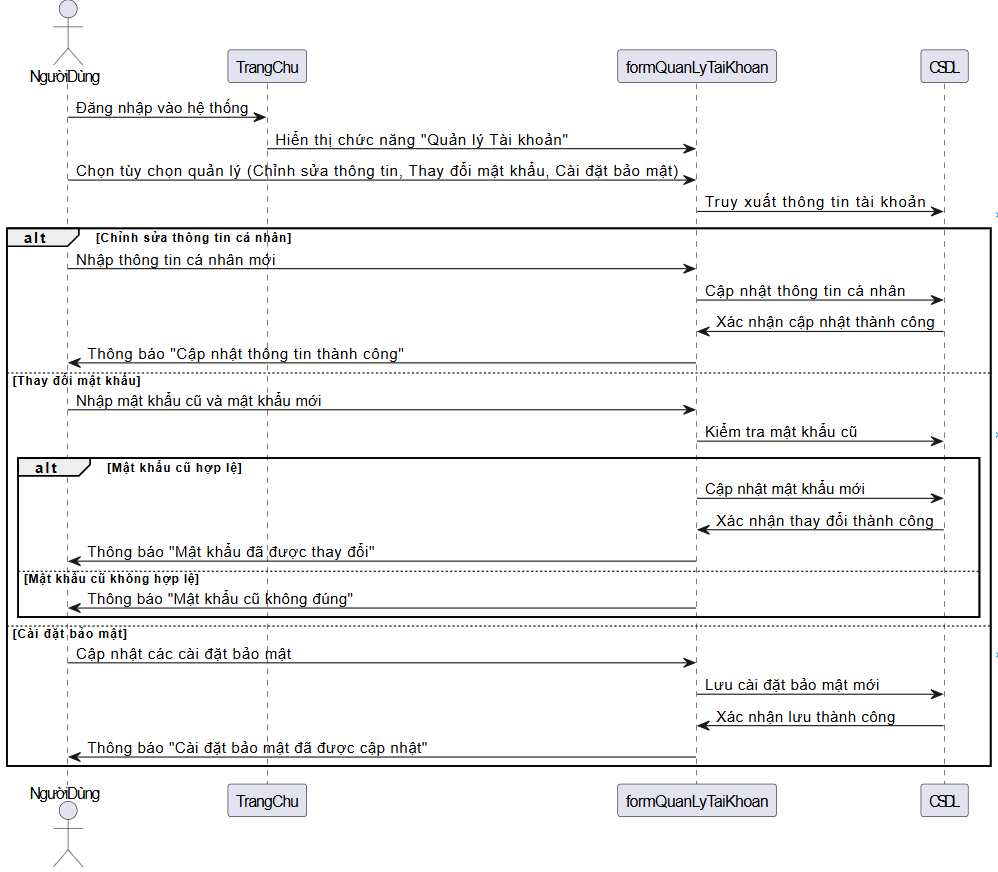 NgườiDùng
TrangChu
formQuanLyTaiKhoan
CSDL
Đăng nhập vào hệ thống
Hiển thị chức năng "Quản lý Tài khoản"
Chọn tùy chọn quản lý (Chỉnh sửa thông tin, Thay đổi mật khẩu, Cài đặt bảo mật)
Truy xuất thông tin tài khoản
alt
[Chỉnh sửa thông tin cá nhân]
Nhập thông tin cá nhân mới
Cập nhật thông tin cá nhân
Xác nhận cập nhật thành công
Thông báo "Cập nhật thông tin thành công"
[Thay đổi mật khẩu]
Nhập mật khẩu cũ và mật khẩu mới
Kiểm tra mật khẩu cũ
alt
[Mật khẩu cũ hợp lệ]
Cập nhật mật khẩu mới
Xác nhận thay đổi thành công
Thông báo "Mật khẩu đã được thay đổi"
[Mật khẩu cũ không hợp lệ]
Thông báo "Mật khẩu cũ không đúng"
[Cài đặt bảo mật]
Cập nhật các cài đặt bảo mật
Lưu cài đặt bảo mật mới
Xác nhận lưu thành công
Thông báo "Cài đặt bảo mật đã được cập nhật"
NgườiDùng
TrangChu
formQuanLyTaiKhoan
CSDL